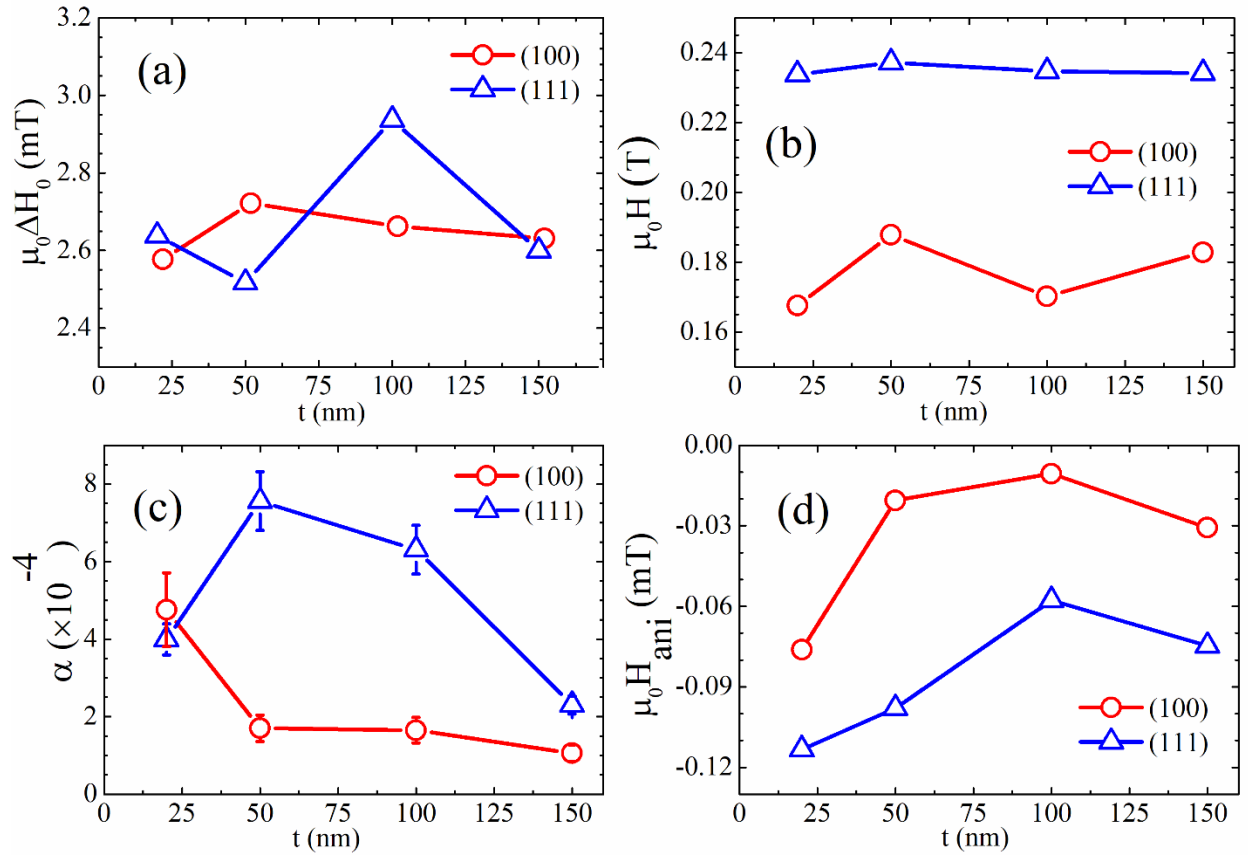 (a)
(100)
(111)
3.2
3.0
2.8
2.6
2.4
μ₀ΔH₀ (mT)
0 25 50 75 100 125 150
t (nm)
(b)
(100)
(111)
0.24
0.22
0.20
0.18
0.16
μ₀H (T)
0 25 50 75 100 125 150
t (nm)
(c)
(100)
(111)
8
6
4
2
0
α (×10⁻⁴
0 25 50 75 100 125 150
t (nm)
(d)
(100)
(111)
0.00
-0.03
-0.06
-0.09
-0.12
μ₀H_ani (mT)
0 25 50 75 100 125 150
t (nm)